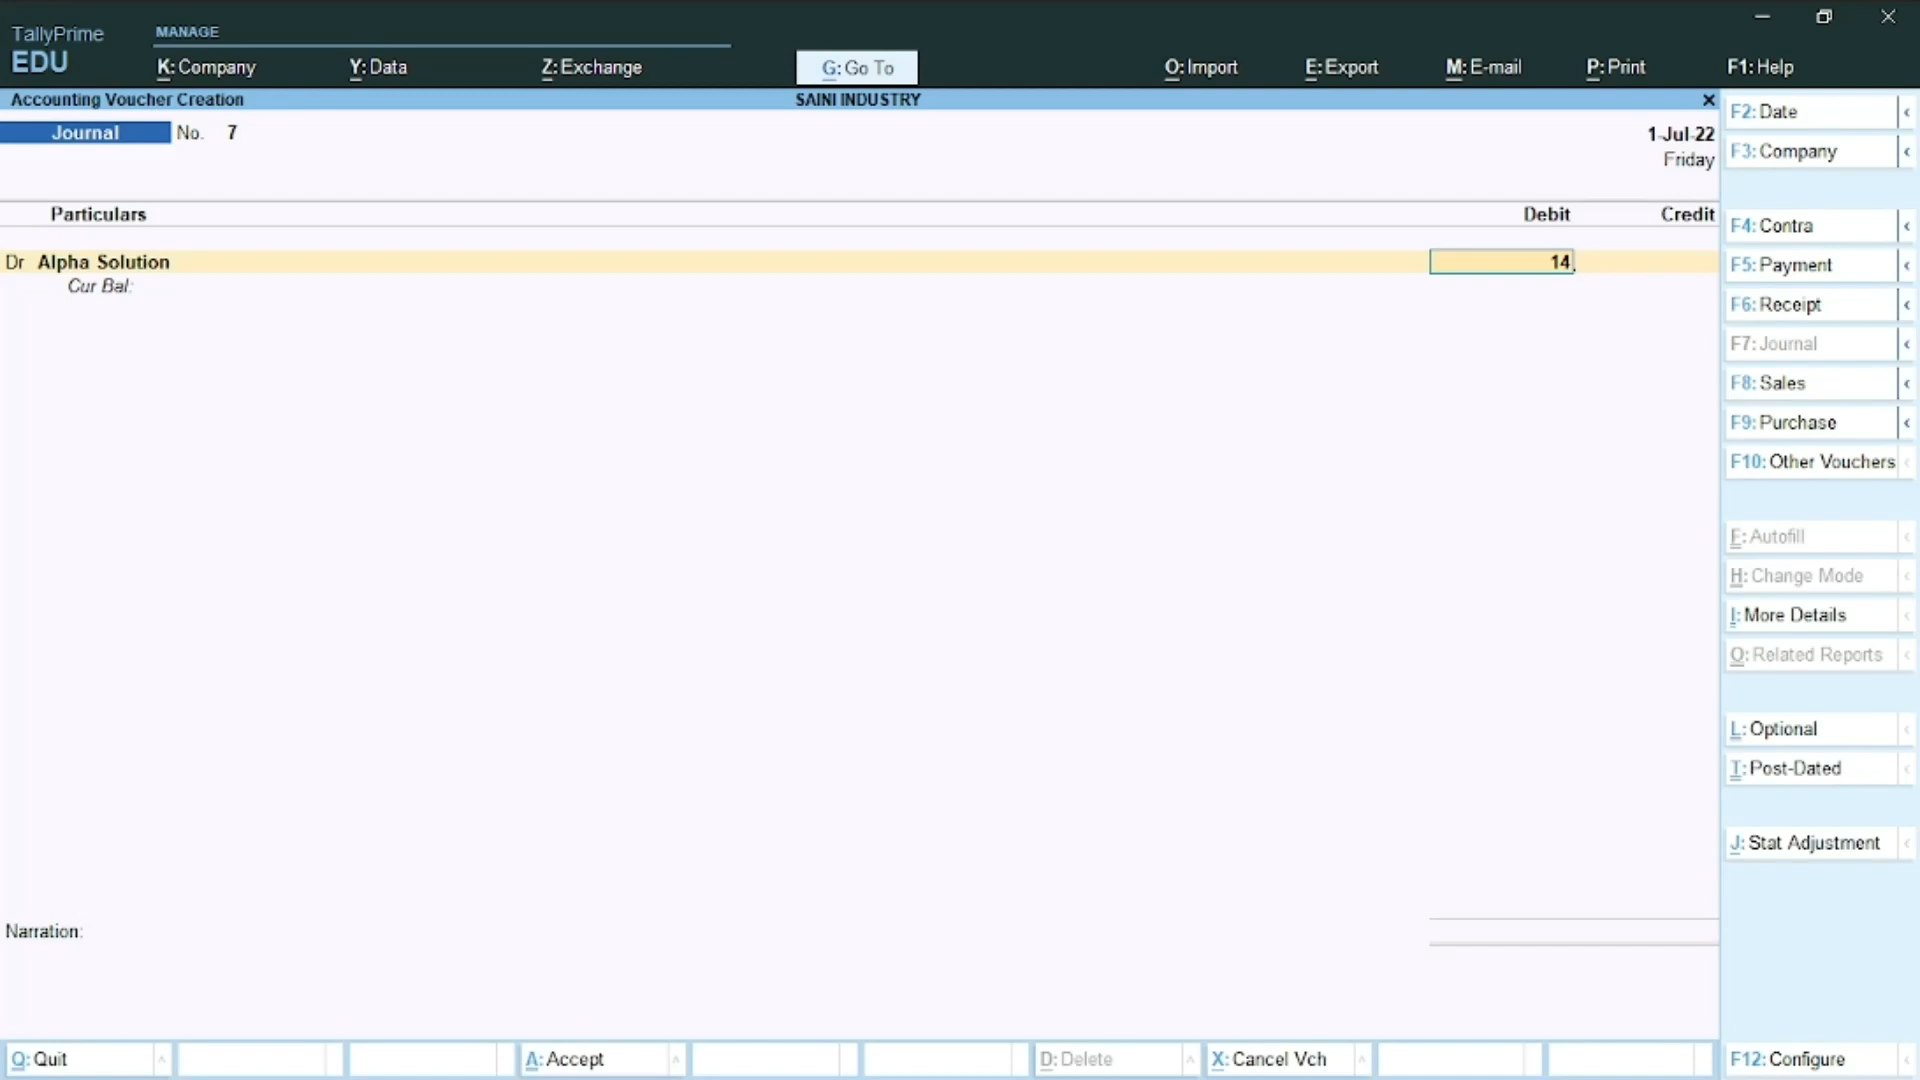 TallyPrime
EDU
MANAGE
K: Company
Y: Data
Z: Exchange
G: Go To
O: Import
E: Export
M: E-mail
P: Print
F1: Help
Accounting Voucher Creation
SAINI INDUSTRY
Journal No. 7
1-Jul-22
Friday
Particulars
Debit
Credit
Dr Alpha Solution
14
Cur Bal:
Narration:
F2: Date
F3: Company
F4: Contra
F5: Payment
F6: Receipt
F7: Journal
F8: Sales
F9: Purchase
F10: Other Vouchers
F: Autofill
H: Change Mode
I: More Details
O: Related Reports
L: Optional
T: Post-Dated
J: Stat Adjustment
Q: Quit
A: Accept
D: Delete
X: Cancel Vch
F12: Configure